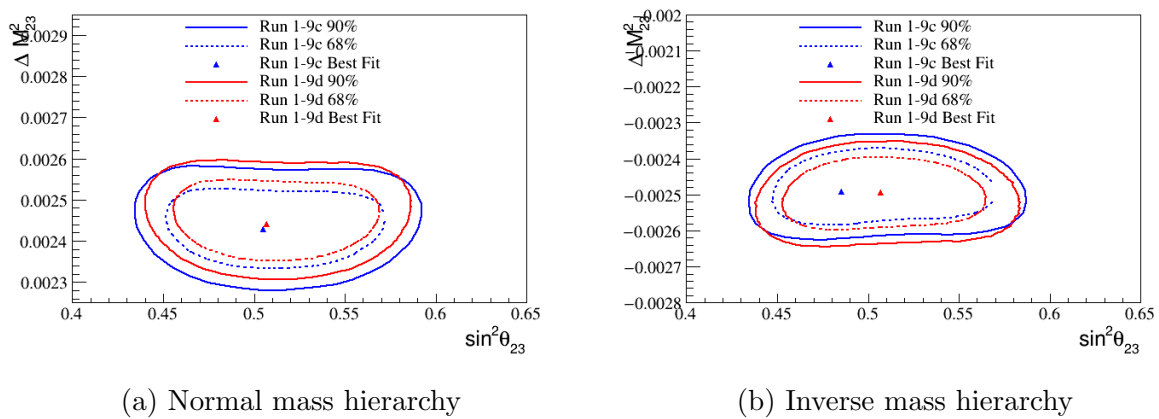 Δ M²₂₃
0.0029
0.0028
0.0027
0.0026
0.0025
0.0024
0.0023
Run 1-9c 90%
Run 1-9c 68%
Run 1-9c Best Fit
Run 1-9d 90%
Run 1-9d 68%
Run 1-9d Best Fit
0.4 0.45 0.5 0.55 0.6 0.65
sin²θ₂₃
(a) Normal mass hierarchy
Δ M²₂₃
−0.002
−0.0021
−0.0022
−0.0023
−0.0024
−0.0025
−0.0026
−0.0027
−0.0028
Run 1-9c 90%
Run 1-9c 68%
Run 1-9c Best Fit
Run 1-9d 90%
Run 1-9d 68%
Run 1-9d Best Fit
0.4 0.45 0.5 0.55 0.6 0.65
sin²θ₂₃
(b) Inverse mass hierarchy